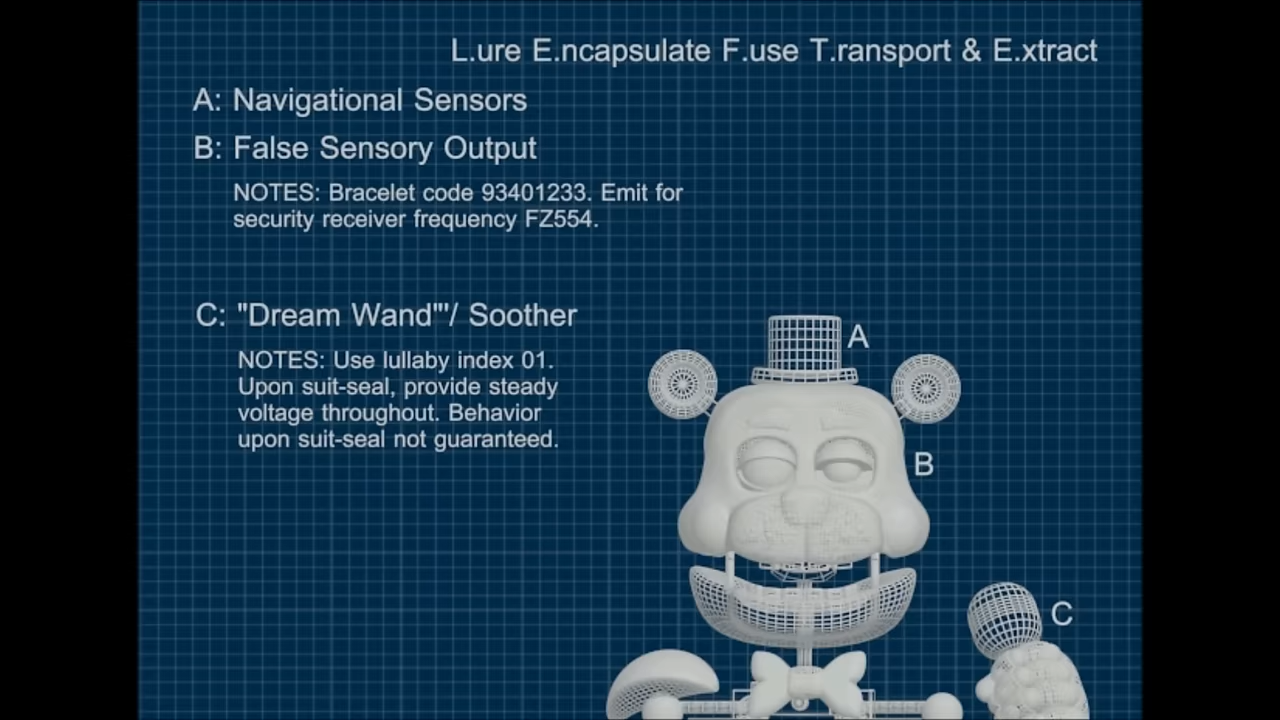 L.ure E.ncapsulate F.use T.ransport & E.xtract
A: Navigational Sensors
B: False Sensory Output
NOTES: Bracelet code 93401233. Emit for
security receiver frequency FZ554.
C: "Dream Wand"'/ Soother
NOTES: Use lullaby index 01.
Upon suit-seal, provide steady
voltage throughout. Behavior
upon suit-seal not guaranteed.
A
B
C